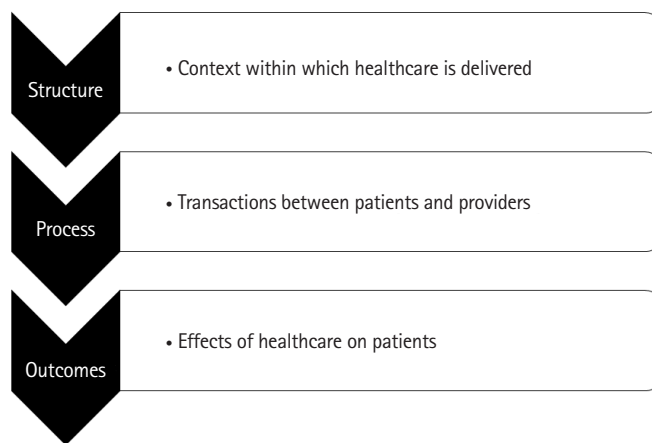 Structure
• Context within which healthcare is delivered
Process
• Transactions between patients and providers
Outcomes
• Effects of healthcare on patients